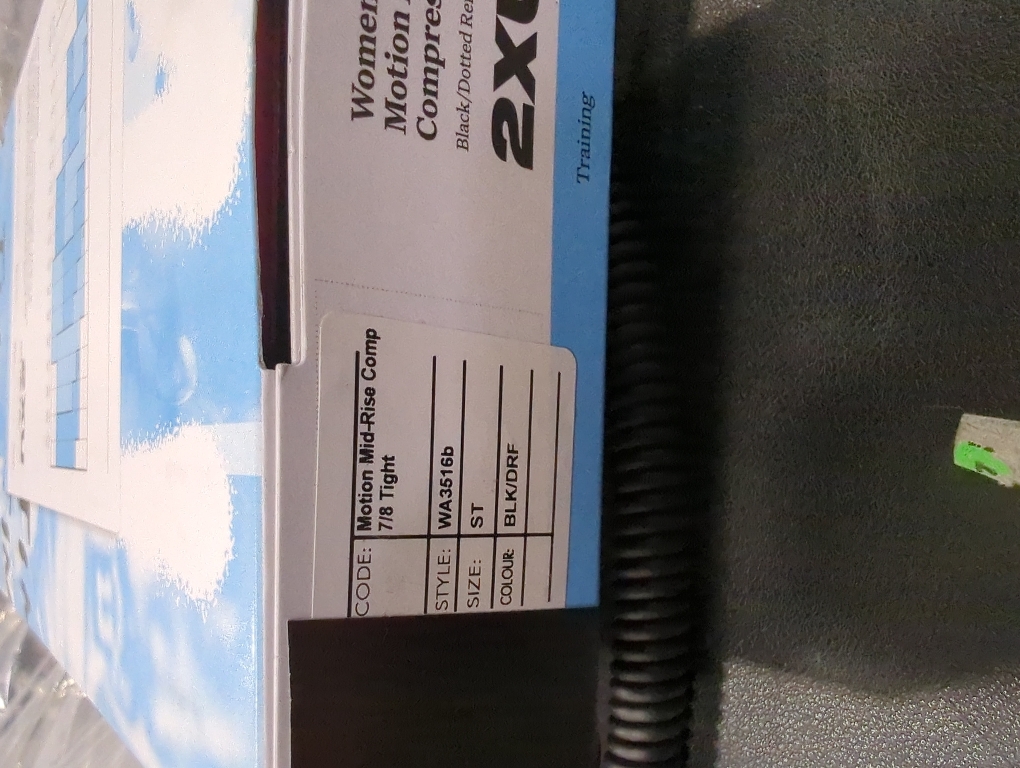 Women
Motion
Compres
Black/Dotted Re
2XU
Training
CODE: Motion Mid-Rise Comp
7/8 Tight
STYLE: WA3516b
SIZE: ST
COLOUR: BLK/DRF